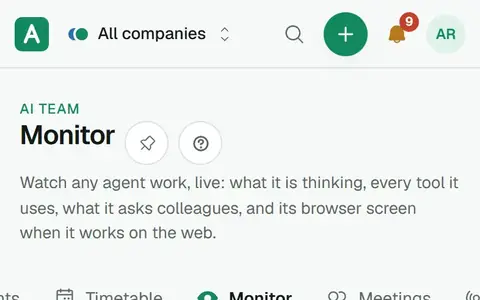 A
All companies
9
AR
AI TEAM
Monitor
Watch any agent work, live: what it is thinking, every tool it
uses, what it asks colleagues, and its browser screen
when it works on the web.
nts Timetable Monitor Meetings